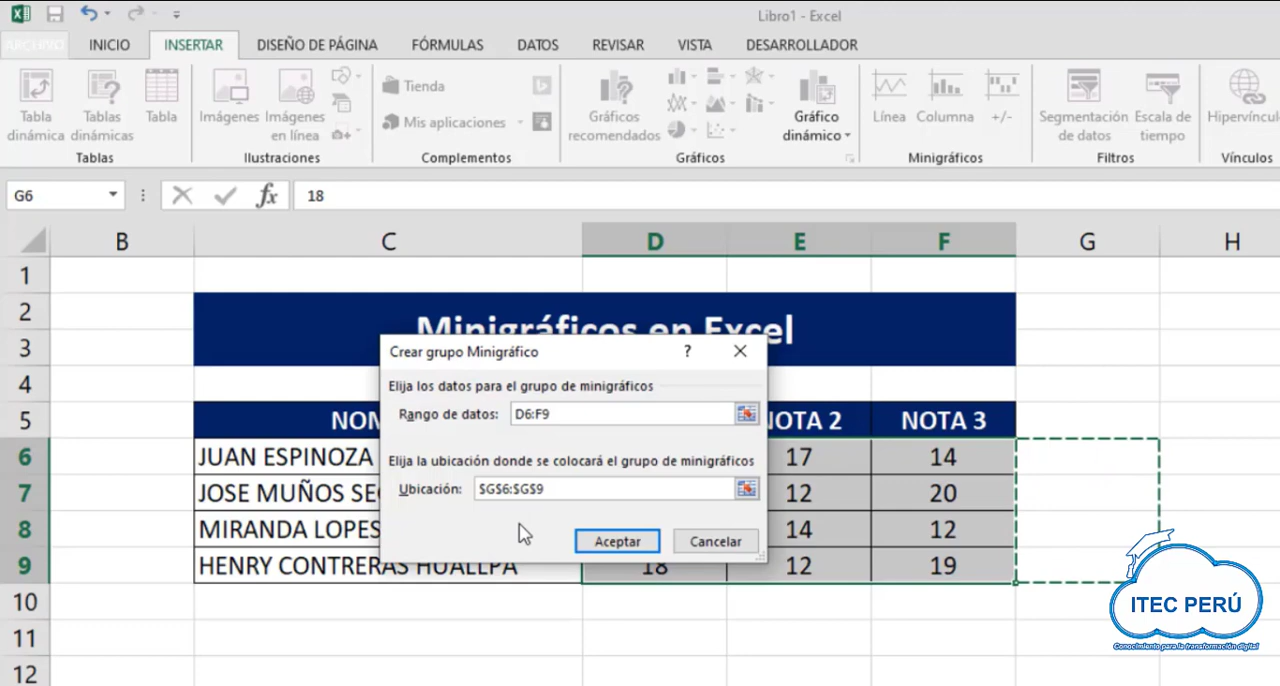 Libro1 - Excel
ARCHIVO INICIO INSERTAR DISEÑO DE PÁGINA FÓRMULAS DATOS REVISAR VISTA DESARROLLADOR
Tabla dinámica
Tablas dinámicas
Tabla
Tablas
Imágenes
Imágenes en línea
Ilustraciones
Tienda
Mis aplicaciones
Complementos
Gráficos recomendados
Gráfico dinámico
Gráficos
Línea
Columna
+/-
Minigráficos
Segmentación de datos
Escala de tiempo
Filtros
Hipervíncul
Vínculos
G6 fx 18
B C D E F G H
1
2
Minigráficos en Excel
3
4
5 NOM NOTA 2 NOTA 3
6 JUAN ESPINOZA 17 14
7 JOSE MUÑOS SE 12 20
8 MIRANDA LOPES 14 12
9 HENRY CONTRERAS HUALLPA 18 12 19
10
11
12
Crear grupo Minigráfico ?
Elija los datos para el grupo de minigráficos
Rango de datos: D6:F9
Elija la ubicación donde se colocará el grupo de minigráficos
Ubicación: $G$6:$G$9
Aceptar Cancelar
ITEC PERÚ
Conocimiento para la transformación digital